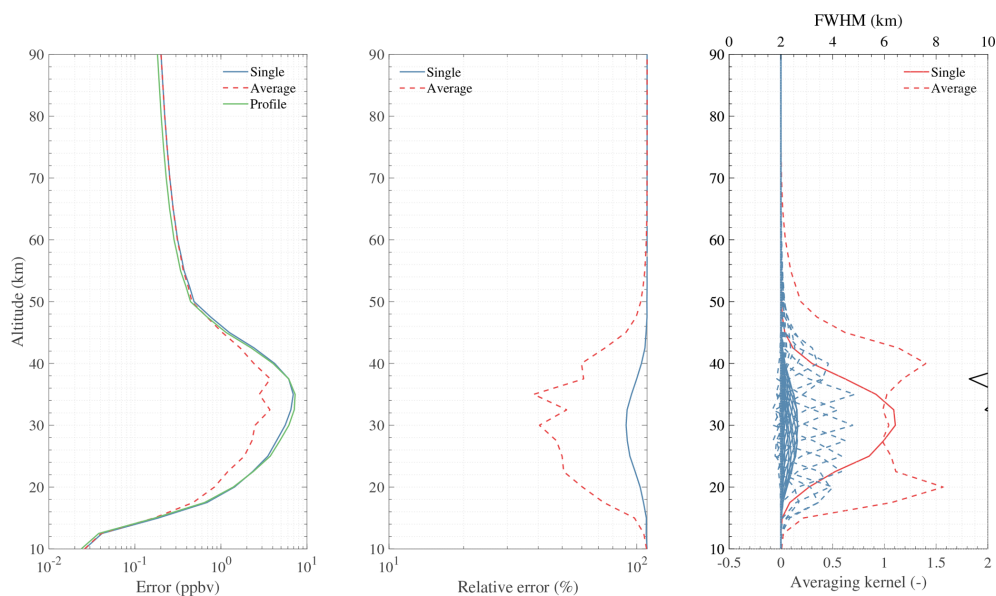 FWHM (km)
0 2 4 6 8 10
90
80
70
60
50
40
30
20
10
Altitude (km)
Single
Average
Profile
10^-2 10^-1 10^0 10^1
Error (ppbv)
90
80
70
60
50
40
30
20
10
Single
Average
10^1 10^2
Relative error (%)
90
80
70
60
50
40
30
20
10
Single
Average
-0.5 0 0.5 1 1.5 2
Averaging kernel (-)